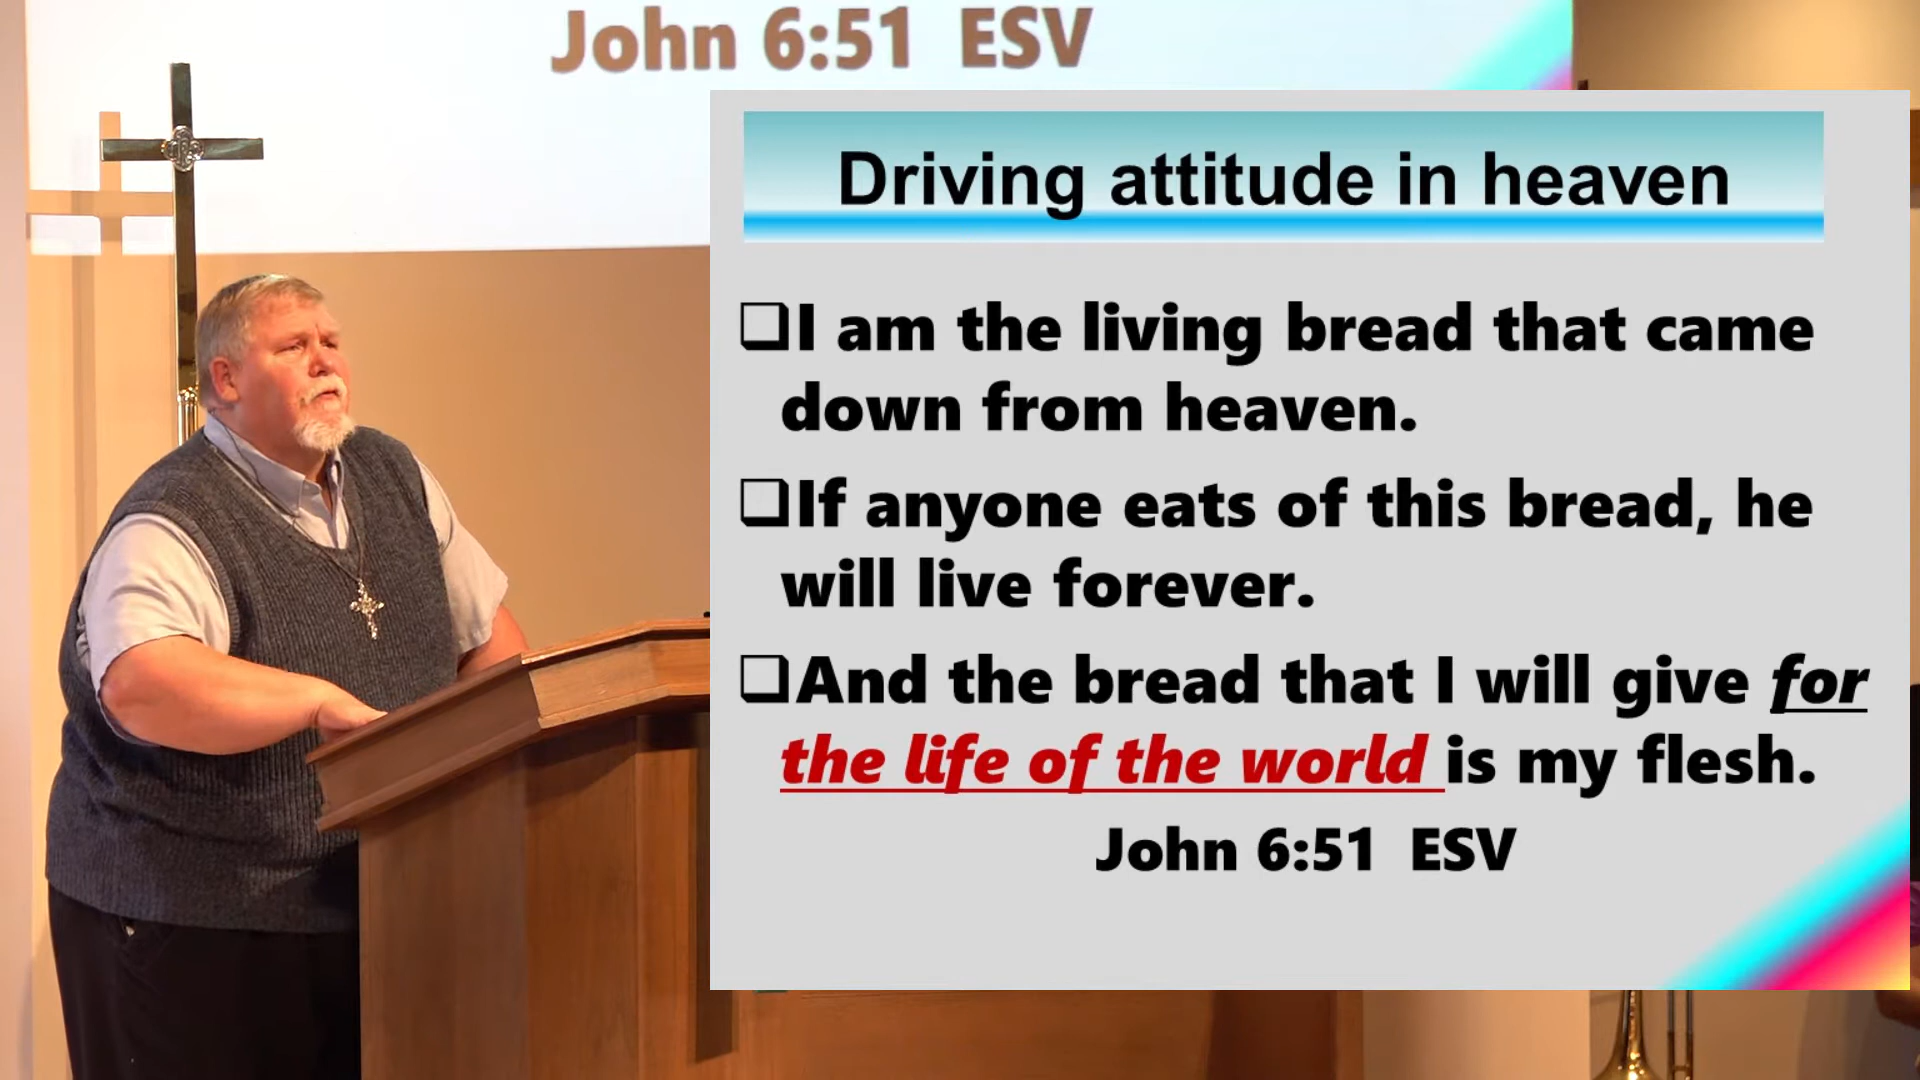 John 6:51 ESV
Driving attitude in heaven
❑I am the living bread that came
down from heaven.
❑If anyone eats of this bread, he
will live forever.
❑And the bread that I will give for
the life of the world is my flesh.
John 6:51 ESV